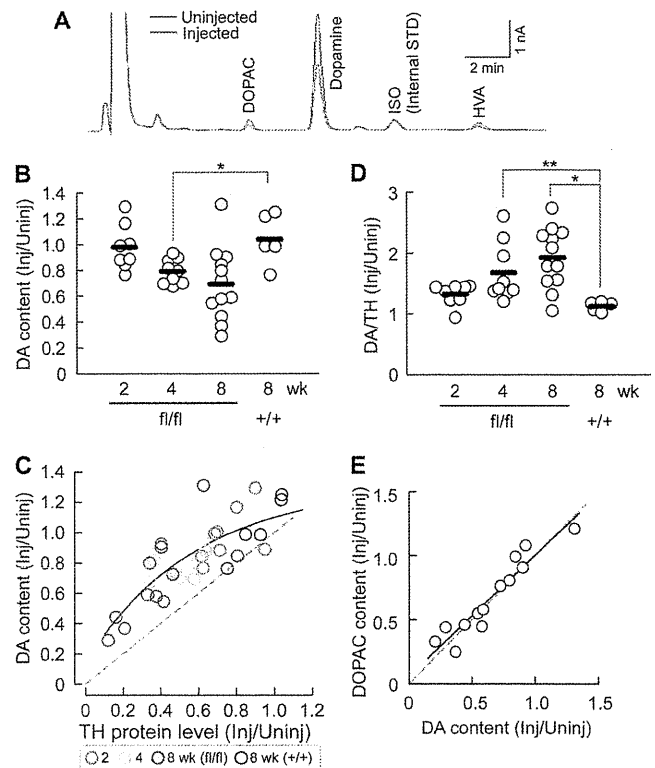 A
Uninjected
Injected
DOPAC
Dopamine
ISO
(Internal STD)
HVA
2 min
1 nA
B
DA content (Inj/Uninj)
1.4
1.2
1.0
0.8
0.6
0.4
0.2
0
*
2 4 8 8 wk
fl/fl +/+
D
DA/TH (Inj/Uninj)
3
2
1
0
**
*
2 4 8 8 wk
fl/fl +/+
C
DA content (Inj/Uninj)
1.4
1.2
1.0
0.8
0.6
0.4
0.2
0
0 0.2 0.4 0.6 0.8 1.0 1.2
TH protein level (Inj/Uninj)
2 4 8 wk (fl/fl) 8 wk (+/+)
E
DOPAC content (Inj/Uninj)
1.5
1.0
0.5
0
0 0.5 1.0 1.5
DA content (Inj/Uninj)